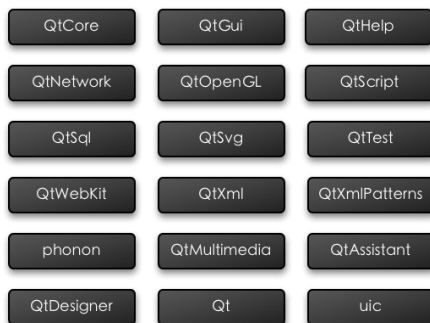 QtCore QtGui QtHelp
QtNetwork QtOpenGL QtScript
QtSql QtSvg QtTest
QtWebKit QtXml QtXmlPatterns
phonon QtMultimedia QtAssistant
QtDesigner Qt uic